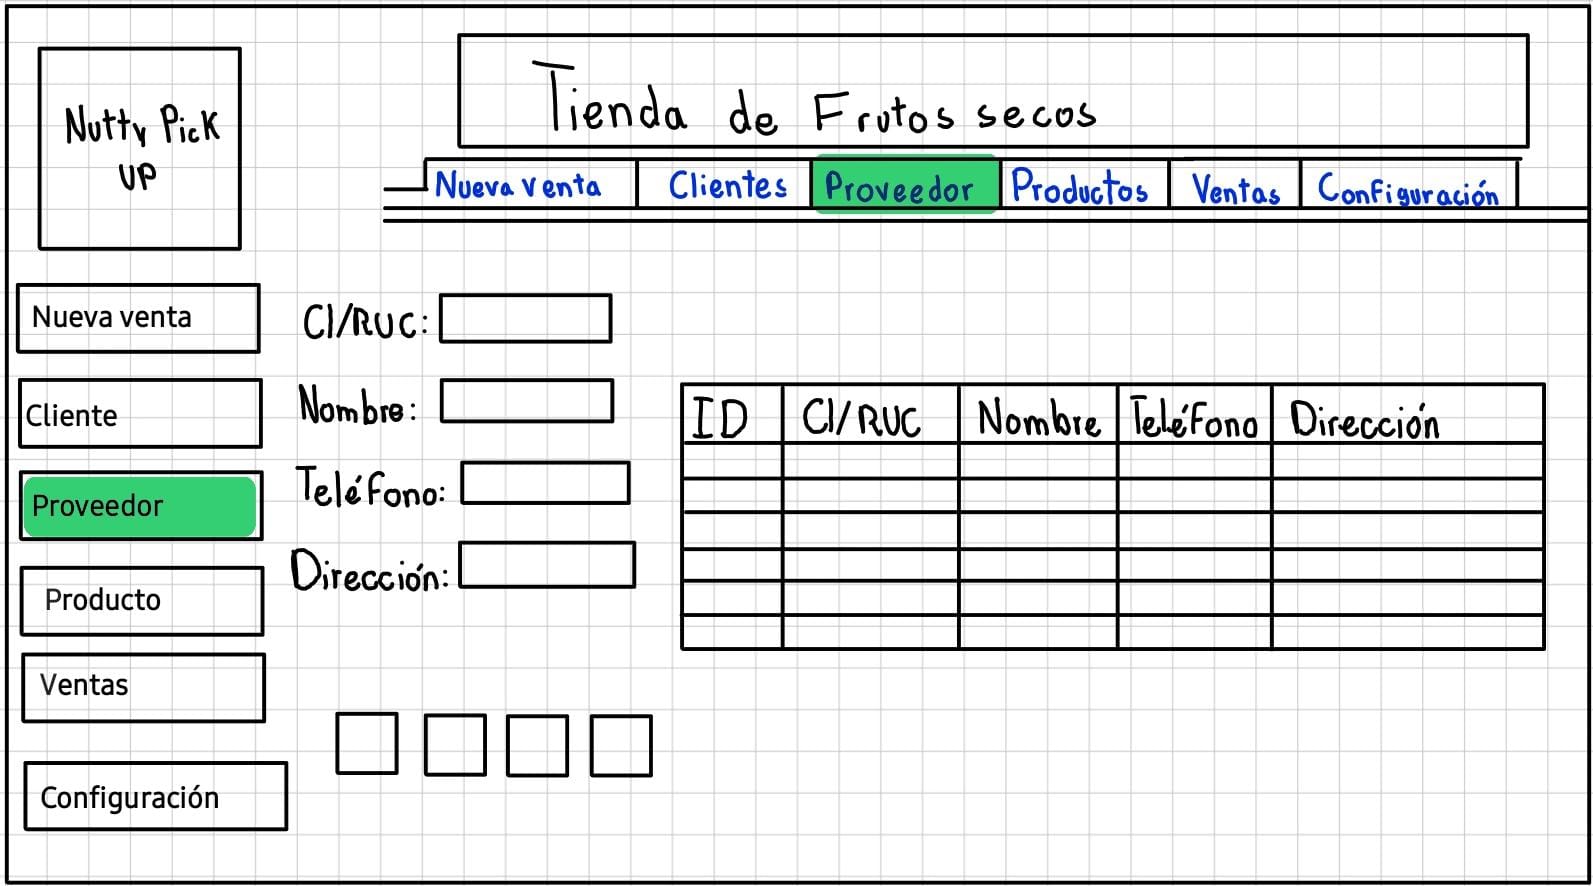 Nutty Pick
UP
Tienda de Frutos secos
Nueva venta Clientes Proveedor Productos Ventas Configuración
Nueva venta
Cliente
Proveedor
Producto
Ventas
Configuración
CI/RUC:
Nombre:
Teléfono:
Dirección:
ID CI/RUC Nombre Teléfono Dirección